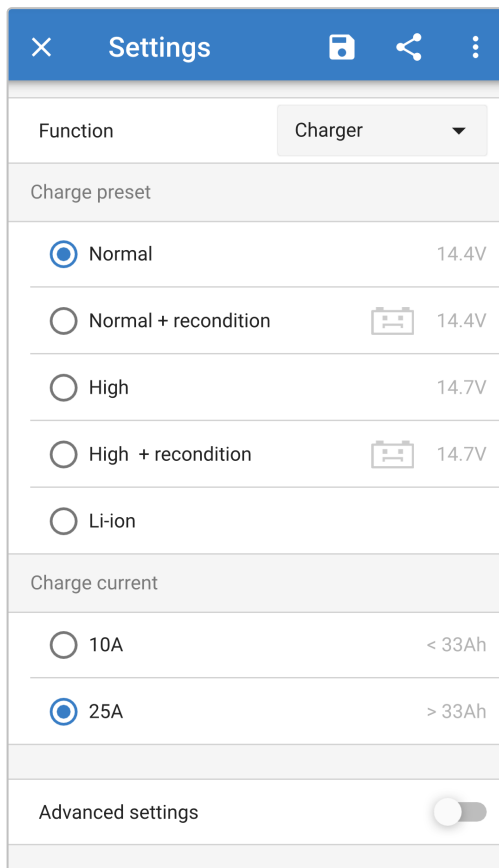 Settings
Function Charger
Charge preset
Normal 14.4V
Normal + recondition 14.4V
High 14.7V
High + recondition 14.7V
Li-ion
Charge current
10A < 33Ah
25A > 33Ah
Advanced settings